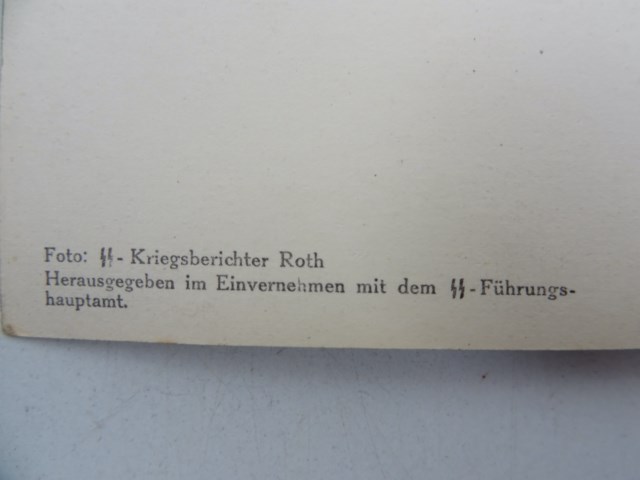 Foto: ᛋᛋ-Kriegsberichter Roth
Herausgegeben im Einvernehmen mit dem ᛋᛋ-Führungs-
hauptamt.